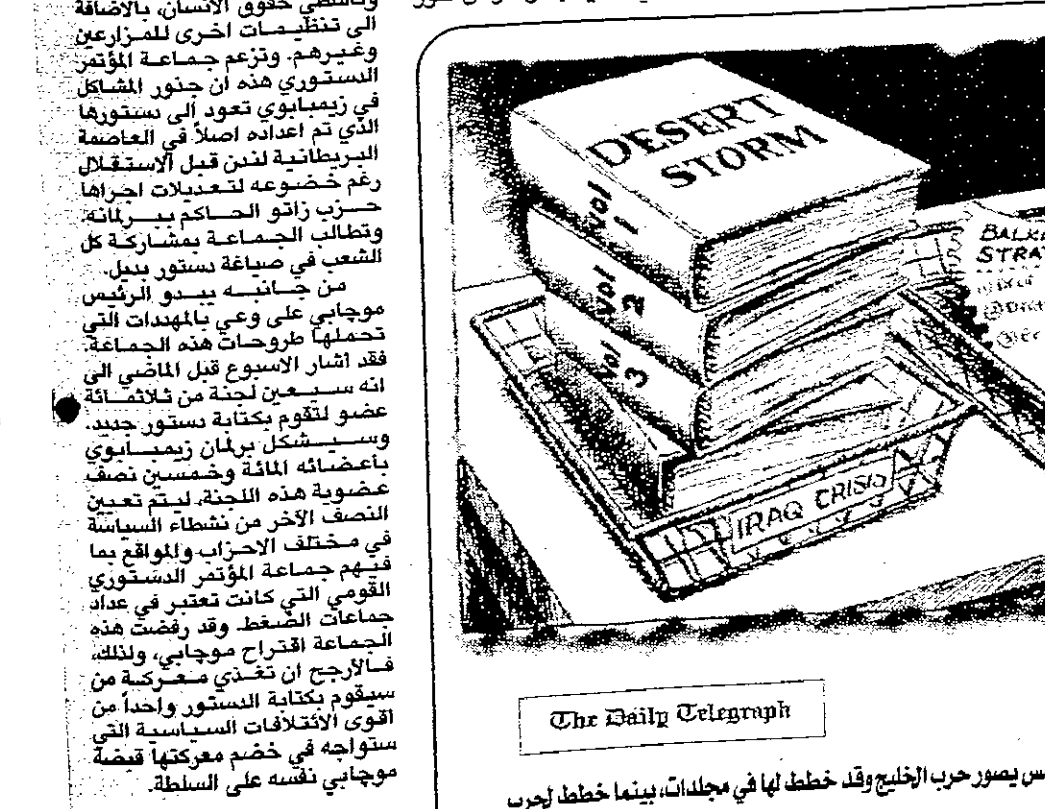 وناشطي حقوق الانسان، بالاضافة
الى تنظيمات اخرى للمزارعين
وغيرهم. وتزعم جماعة المؤتمر
الدستوري هذه ان جذور المشاكل
في زيمبابوي تعود إلى دستورها
الذي تم اعداده اصلاً في العاصمة
البريطانية لندن قبل الاستقلال
رغم خضوعه لتعديلات اجراها
حزب زانو الحاكم ببرلمانه.
وتطالب الجماعة بمشاركة كل
الشعب في صياغة دستور بديل.
من جانبه يبدو الرئيس
موجابي على وعي بالمهددات التي
تحملها طروحات هذه الجماعة.
فقد أشار الاسبوع قبل الماضي الى
انه سيعين لجنة من ثلاثمائة
عضو لتقوم بكتابة دستور جديد.
وسيشكل برلمان زيمبابوي
بأعضائه المائة وخمسين نصف
عضوية هذه اللجنة، ليتم تعيين
النصف الآخر من نشطاء السياسة
في مختلف الاحزاب والمواقع بما
فيهم جماعة المؤتمر الدستوري
القومي التي كانت تعتبر في عداد
جماعات الضغط. وقد رفضت هذه
الجماعة اقتراح موجابي، ولذلك،
فالأرجح ان تغذي معركة من
سيقوم بكتابة الدستور واحداً من
اقوى الائتلافات السياسية التي
ستواجه في خضم معركتها قبضة
موجابي نفسه على السلطة.
DESERT
STORM
vol
1
vol
2
Vol
3
BALK
STRAT
IRAQ CRISIS
The Daily Telegraph
يصور حرب الخليج وقد خطط لها في مجلدات، بينما خطط لحرب